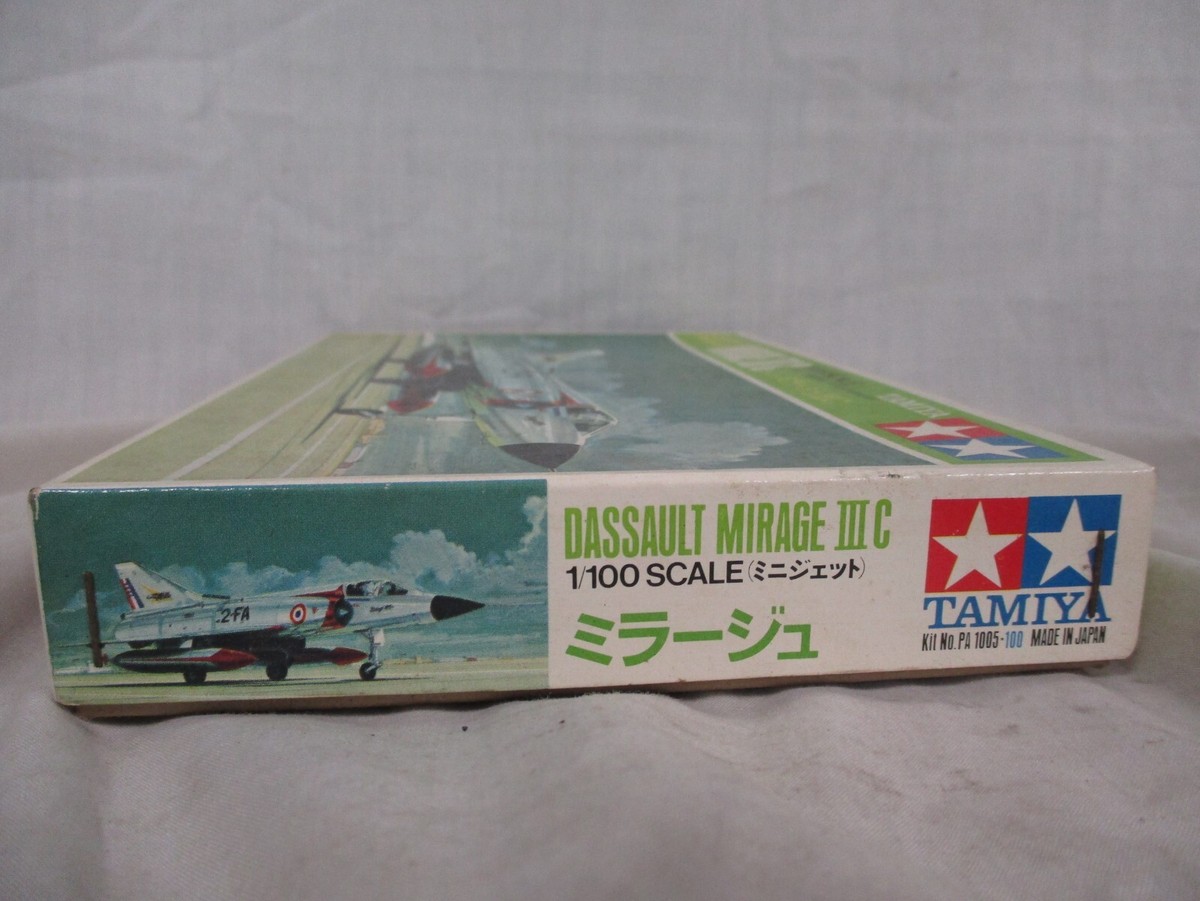 TAMIYA
DASSAULT MIRAGE III C
1/100 SCALE (ミニジェット)
ミラージュ
TAMIYA
Kit No. PA 1005-100 MADE IN JAPAN
2-FA